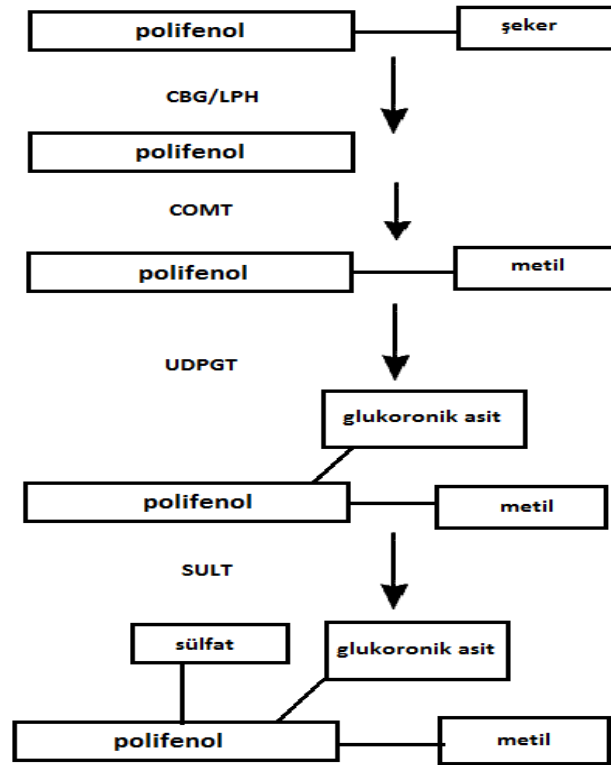 polifenol
şeker
CBG/LPH
polifenol
COMT
polifenol
metil
UDPGT
glukoronik asit
polifenol
metil
SULT
sülfat
glukoronik asit
polifenol
metil